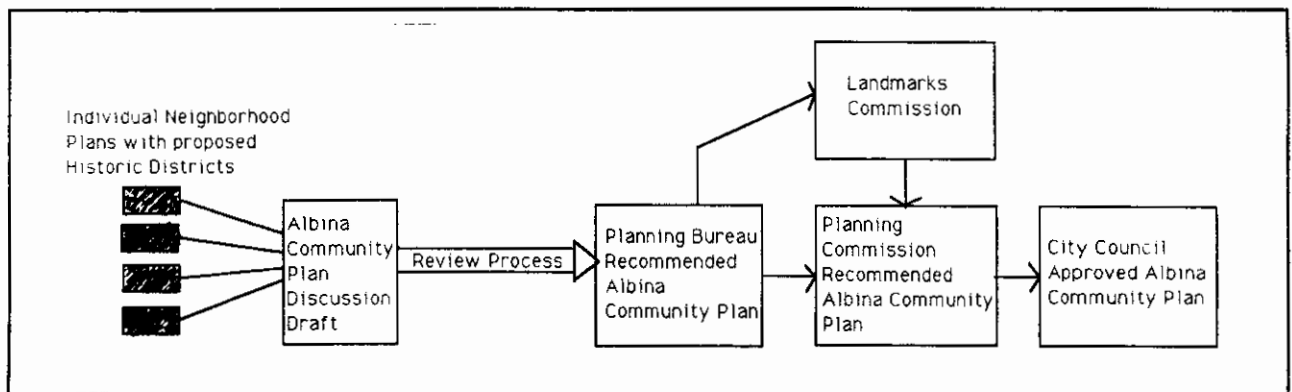 Individual Neighborhood
Plans with proposed
Historic Districts
Albina
Community
Plan
Discussion
Draft
Review Process
Planning Bureau
Recommended
Albina
Community Plan
Landmarks
Commission
Planning
Commission
Recommended
Albina Community
Plan
City Council
Approved Albina
Community Plan